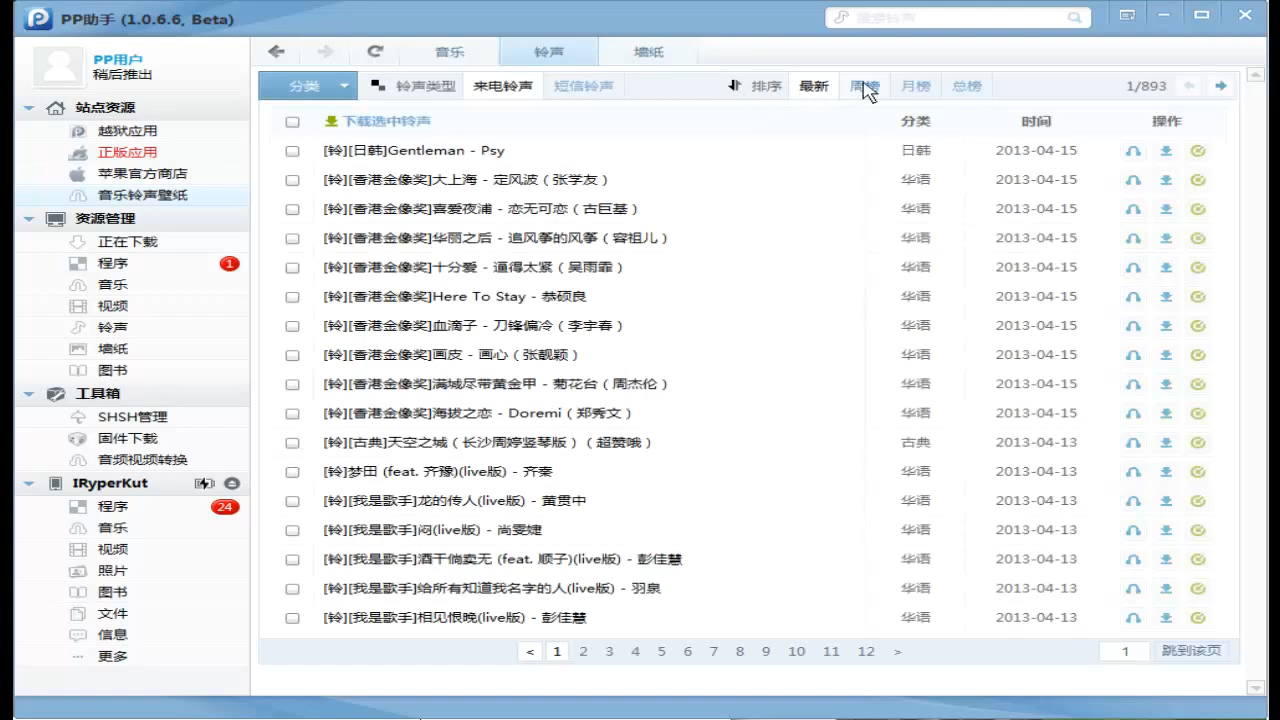 PP助手 (1.0.6.6, Beta)
搜索铃声
PP用户
稍后推出
站点资源
越狱应用
正版应用
苹果官方商店
音乐铃声壁纸
资源管理
正在下载
程序 1
音乐
视频
铃声
墙纸
图书
工具箱
SHSH管理
固件下载
音频视频转换
IRyperKut
程序 24
音乐
视频
照片
图书
文件
信息
更多
音乐 铃声 墙纸
分类 铃声类型 来电铃声 短信铃声 排序 最新 周榜 月榜 总榜 1/893
下载选中铃声 分类 时间 操作
[铃][日韩]Gentleman - Psy 日韩 2013-04-15
[铃][香港金像奖]大上海 - 定风波（张学友） 华语 2013-04-15
[铃][香港金像奖]喜爱夜浦 - 恋无可恋（古巨基） 华语 2013-04-15
[铃][香港金像奖]华丽之后 - 追风筝的风筝（容祖儿） 华语 2013-04-15
[铃][香港金像奖]十分爱 - 逼得太紧（吴雨霏） 华语 2013-04-15
[铃][香港金像奖]Here To Stay - 恭硕良 华语 2013-04-15
[铃][香港金像奖]血滴子 - 刀锋偏冷（李宇春） 华语 2013-04-15
[铃][香港金像奖]画皮 - 画心（张靓颖） 华语 2013-04-15
[铃][香港金像奖]满城尽带黄金甲 - 菊花台（周杰伦） 华语 2013-04-15
[铃][香港金像奖]海拔之恋 - Doremi（郑秀文） 华语 2013-04-15
[铃][古典]天空之城（长沙周婷竖琴版）（超赞哦） 古典 2013-04-13
[铃]梦田 (feat. 齐豫)(live版) - 齐秦 华语 2013-04-13
[铃][我是歌手]龙的传人(live版) - 黄贯中 华语 2013-04-13
[铃][我是歌手]闷(live版) - 尚雯婕 华语 2013-04-13
[铃][我是歌手]酒干倘卖无 (feat. 顺子)(live版) - 彭佳慧 华语 2013-04-13
[铃][我是歌手]给所有知道我名字的人(live版) - 羽泉 华语 2013-04-13
[铃][我是歌手]相见恨晚(live版) - 彭佳慧 华语 2013-04-13
< 1 2 3 4 5 6 7 8 9 10 11 12 > 1 跳到该页